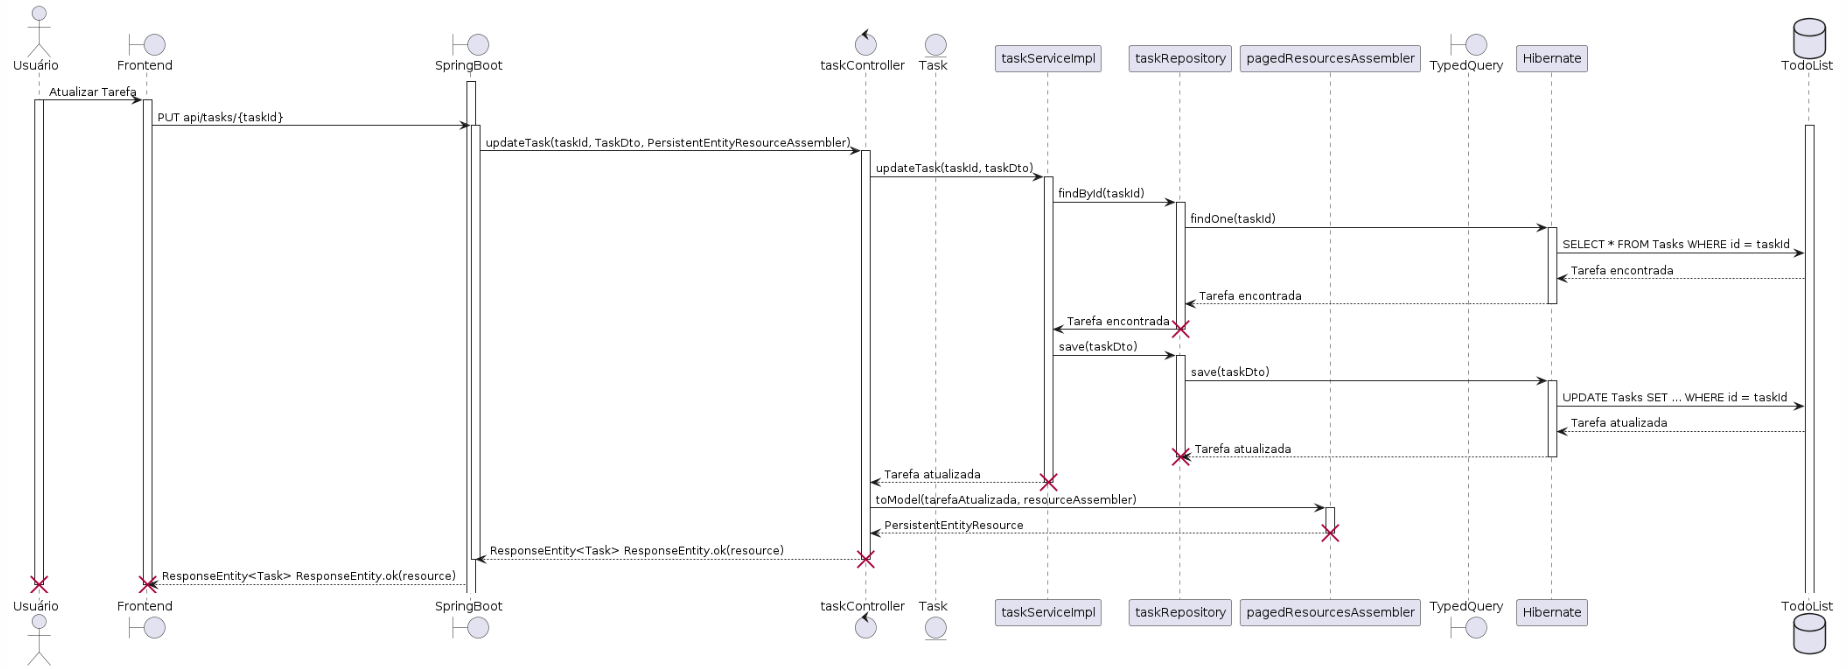 Usuário
Frontend
SpringBoot
taskController
Task
taskServiceImpl
taskRepository
pagedResourcesAssembler
TypedQuery
Hibernate
TodoList
Atualizar Tarefa
PUT api/tasks/{taskId}
updateTask(taskId, TaskDto, PersistentEntityResourceAssembler)
updateTask(taskId, taskDto)
findById(taskId)
findOne(taskId)
SELECT * FROM Tasks WHERE id = taskId
Tarefa encontrada
Tarefa encontrada
Tarefa encontrada
save(taskDto)
save(taskDto)
UPDATE Tasks SET ... WHERE id = taskId
Tarefa atualizada
Tarefa atualizada
Tarefa atualizada
toModel(tarefaAtualizada, resourceAssembler)
PersistentEntityResource
ResponseEntity<Task> ResponseEntity.ok(resource)
ResponseEntity<Task> ResponseEntity.ok(resource)
Usuário
Frontend
SpringBoot
taskController
Task
taskServiceImpl
taskRepository
pagedResourcesAssembler
TypedQuery
Hibernate
TodoList